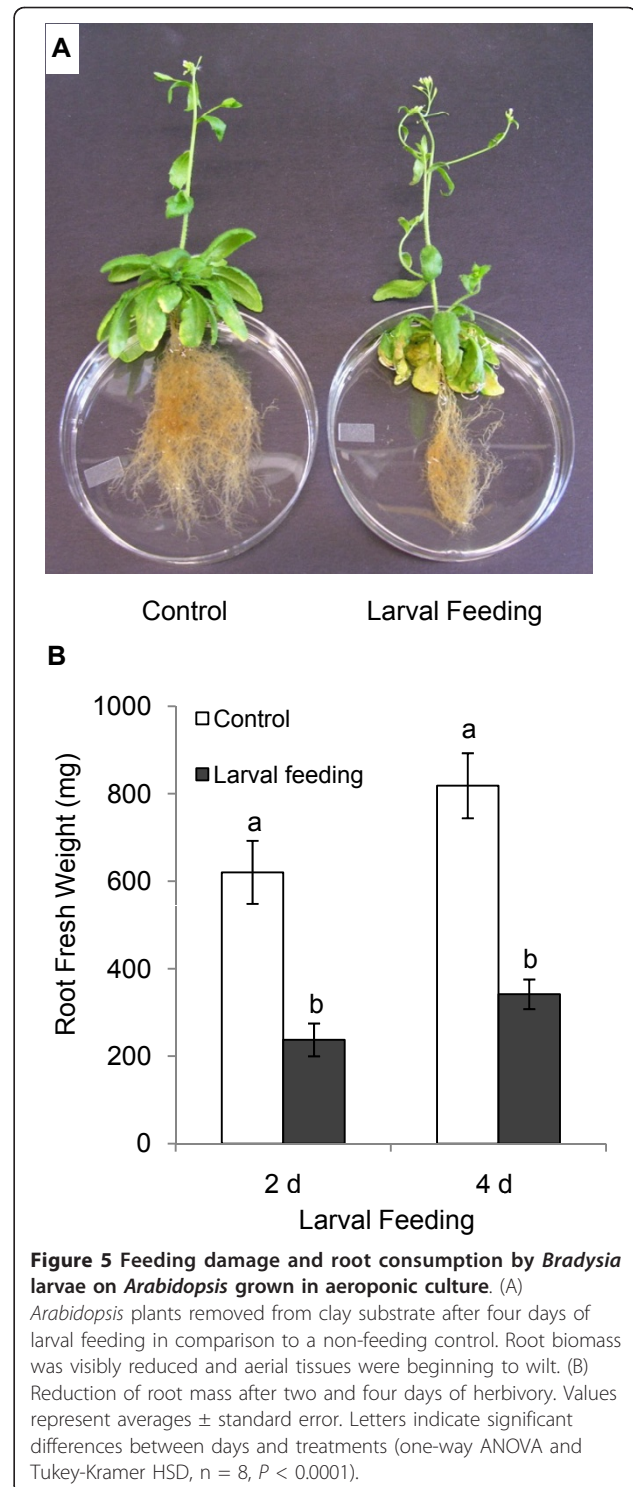 A
Control Larval Feeding
B
1000
800
600
400
200
0
Root Fresh Weight (mg)
Control
Larval feeding
a
b
a
b
2 d 4 d
Larval Feeding
Figure 5 Feeding damage and root consumption by Bradysia
larvae on Arabidopsis grown in aeroponic culture. (A)
Arabidopsis plants removed from clay substrate after four days of
larval feeding in comparison to a non-feeding control. Root biomass
was visibly reduced and aerial tissues were beginning to wilt. (B)
Reduction of root mass after two and four days of herbivory. Values
represent averages ± standard error. Letters indicate significant
differences between days and treatments (one-way ANOVA and
Tukey-Kramer HSD, n = 8, P < 0.0001).